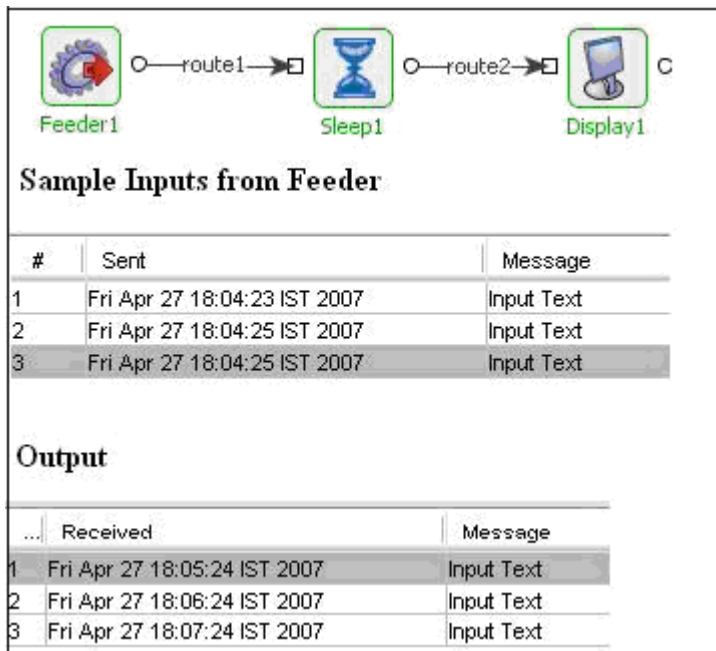 route1 route2
Feeder1 Sleep1 Display1
Sample Inputs from Feeder
# Sent Message
1 Fri Apr 27 18:04:23 IST 2007 Input Text
2 Fri Apr 27 18:04:25 IST 2007 Input Text
3 Fri Apr 27 18:04:25 IST 2007 Input Text
Output
... Received Message
1 Fri Apr 27 18:05:24 IST 2007 Input Text
2 Fri Apr 27 18:06:24 IST 2007 Input Text
3 Fri Apr 27 18:07:24 IST 2007 Input Text